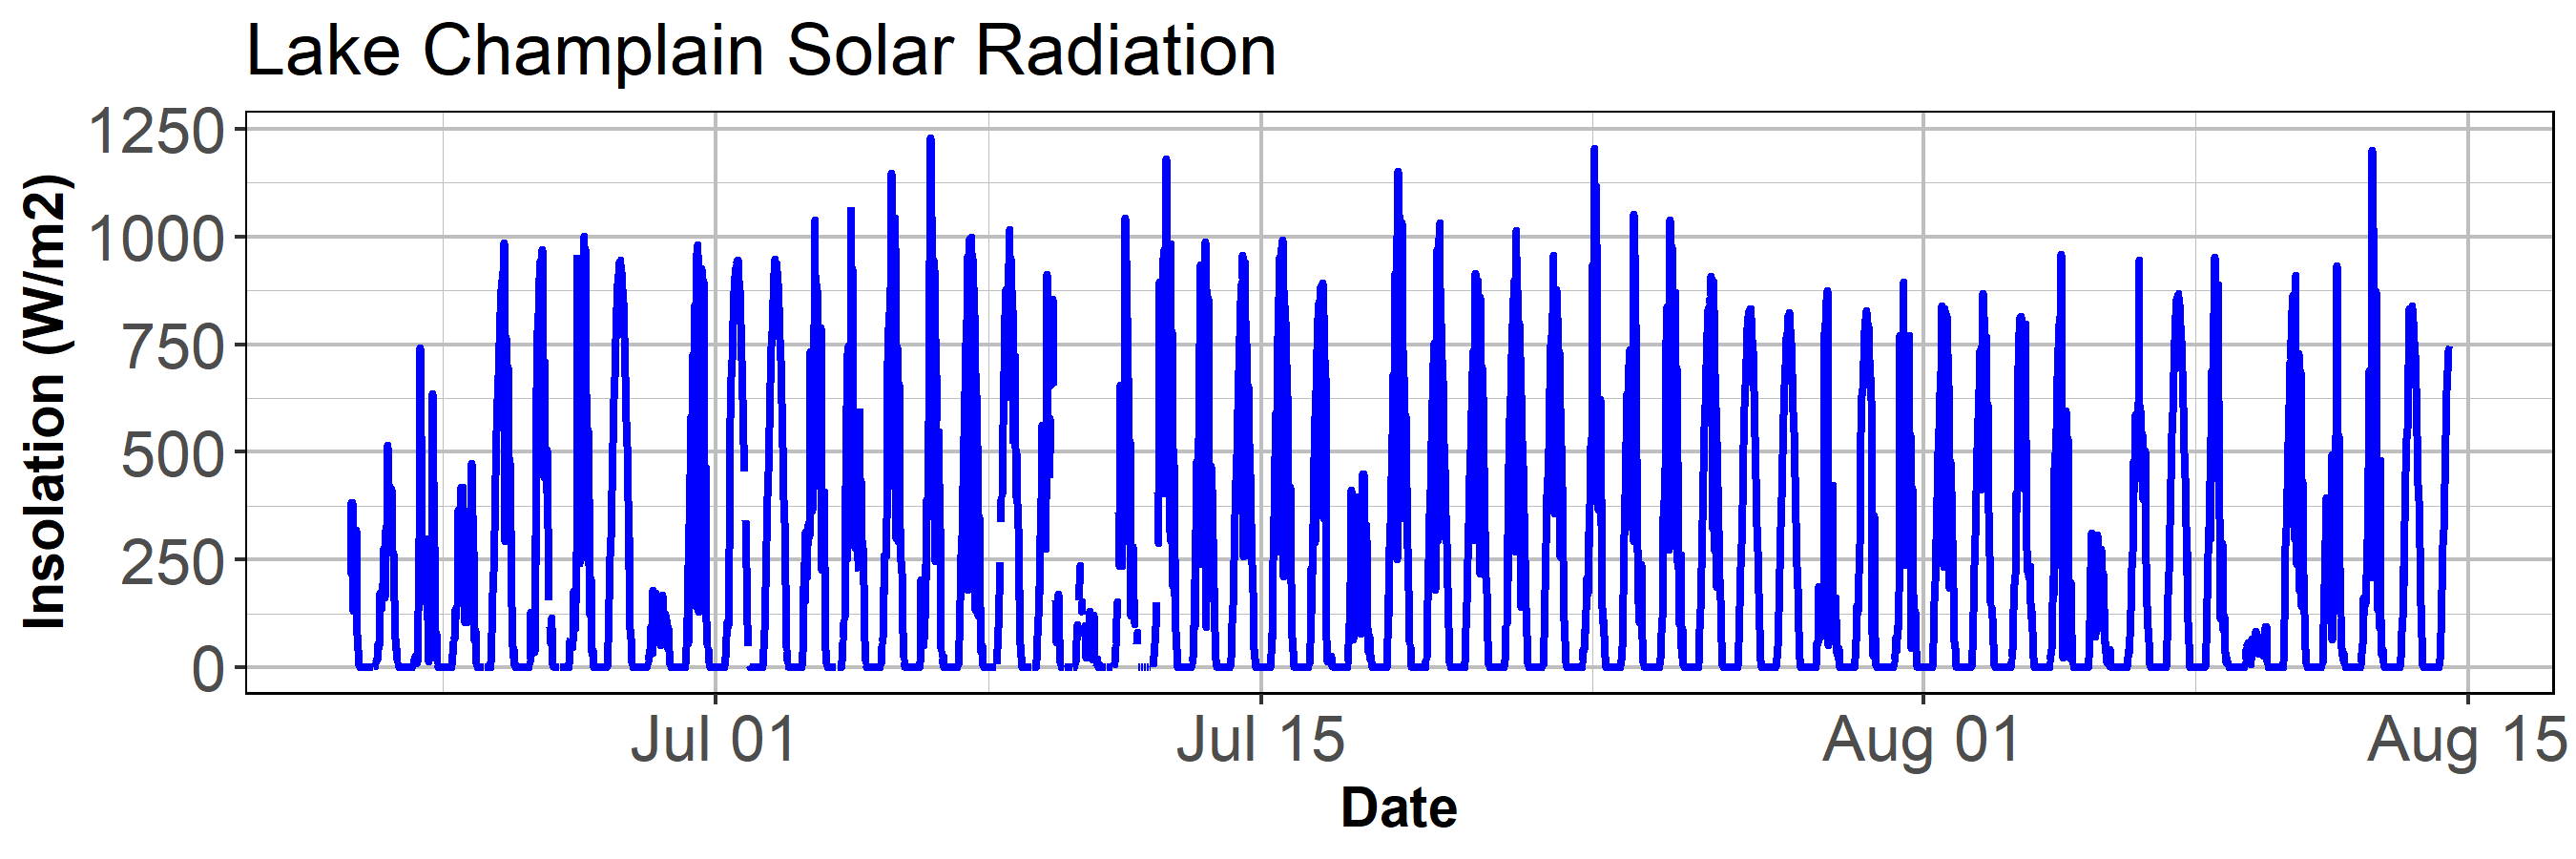 Lake Champlain Solar Radiation
Insolation (W/m2)
1250
1000
750
500
250
0
Jul 01
Jul 15
Aug 01
Aug 15
Date